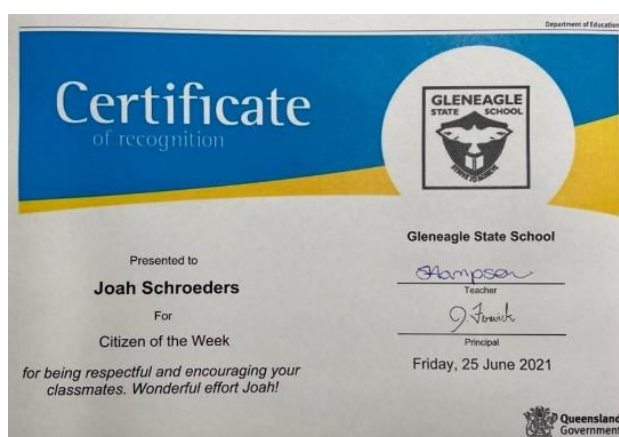 Department of Education
Certificate
of recognition
GLENEAGLE
STATE SCHOOL
Gleneagle State School
Presented to
Joah Schroeders
For
Citizen of the Week
for being respectful and encouraging your
classmates. Wonderful effort Joah!
Teacher
Principal
Friday, 25 June 2021
Queensland
Government